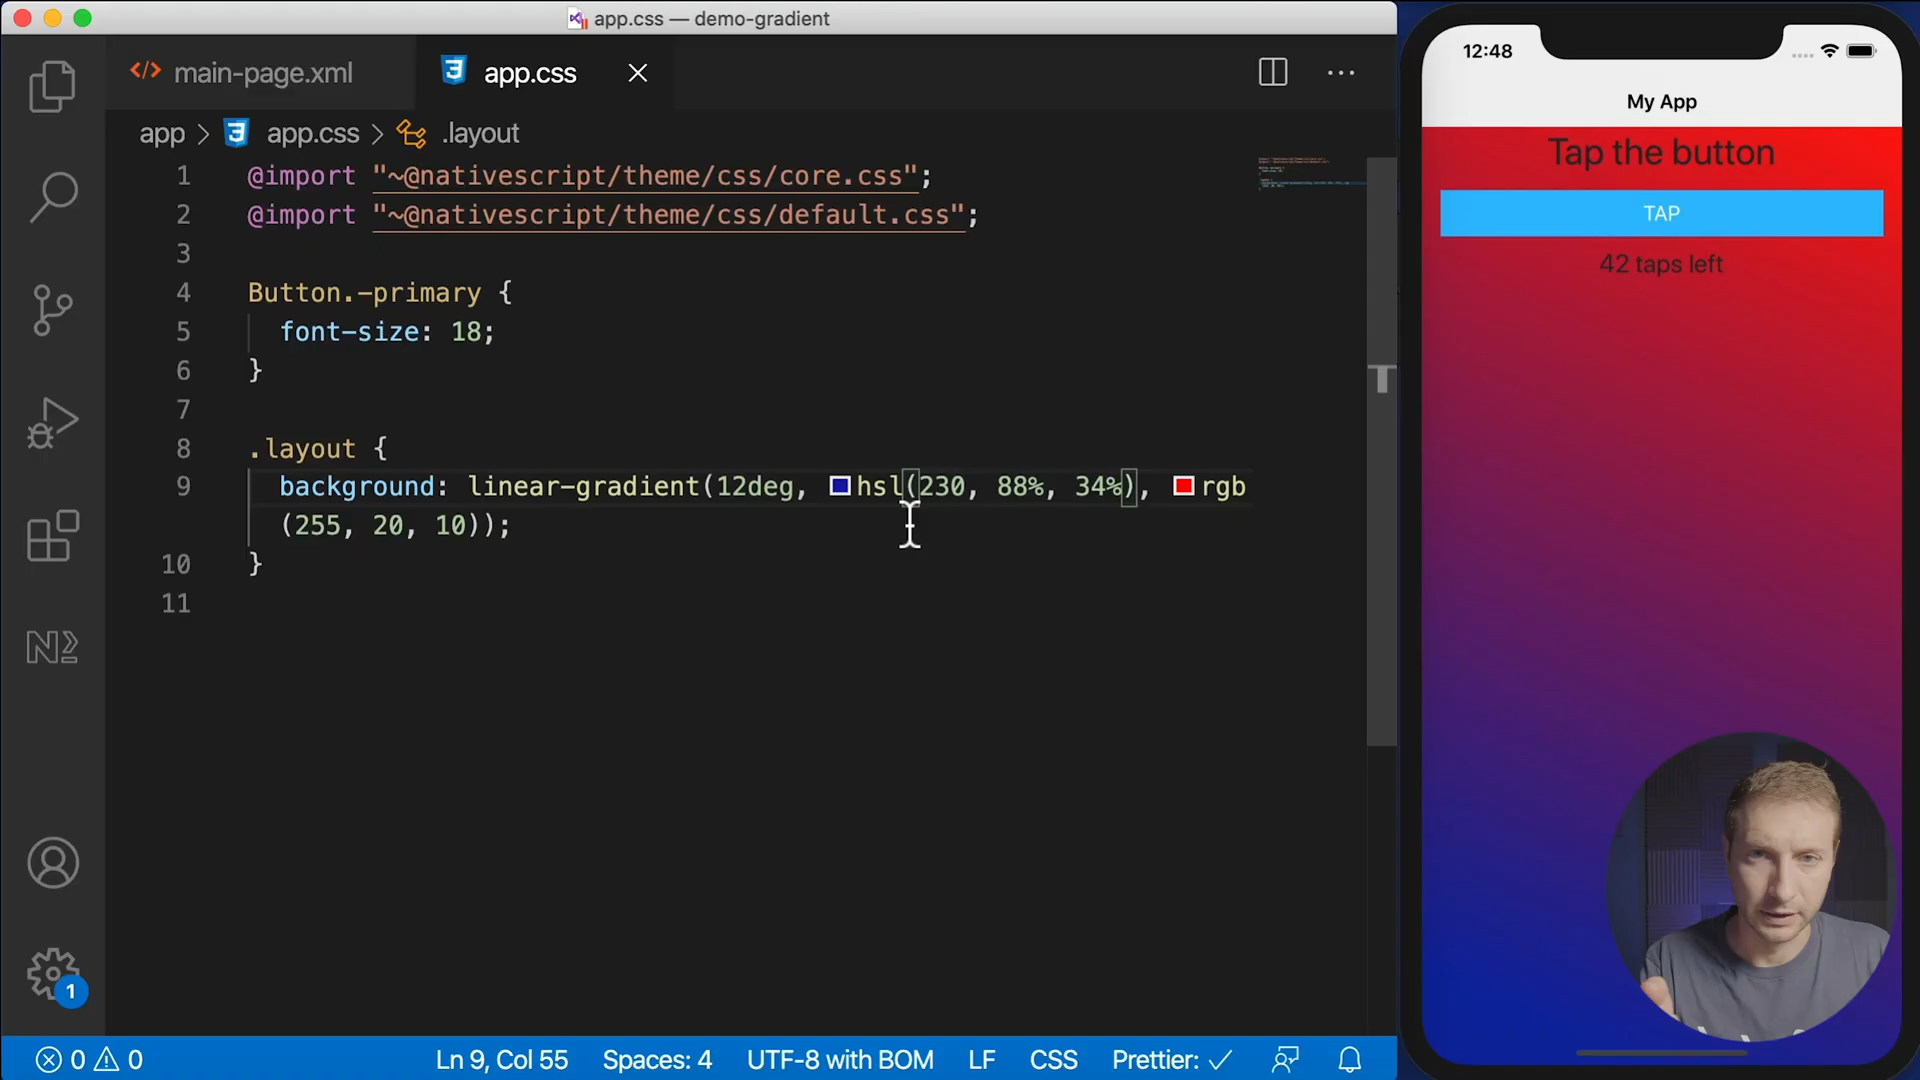 app.css — demo-gradient
main-page.xml
app.css
app > app.css > .layout
1 @import "~@nativescript/theme/css/core.css";
2 @import "~@nativescript/theme/css/default.css";
3
4 Button.-primary {
5 font-size: 18;
6 }
7
8 .layout {
9 background: linear-gradient(12deg, hsl(230, 88%, 34%), rgb
(255, 20, 10));
10 }
11
1
0 0
Ln 9, Col 55
Spaces: 4
UTF-8 with BOM
LF
CSS
Prettier: ✓
12:48
My App
Tap the button
TAP
42 taps left